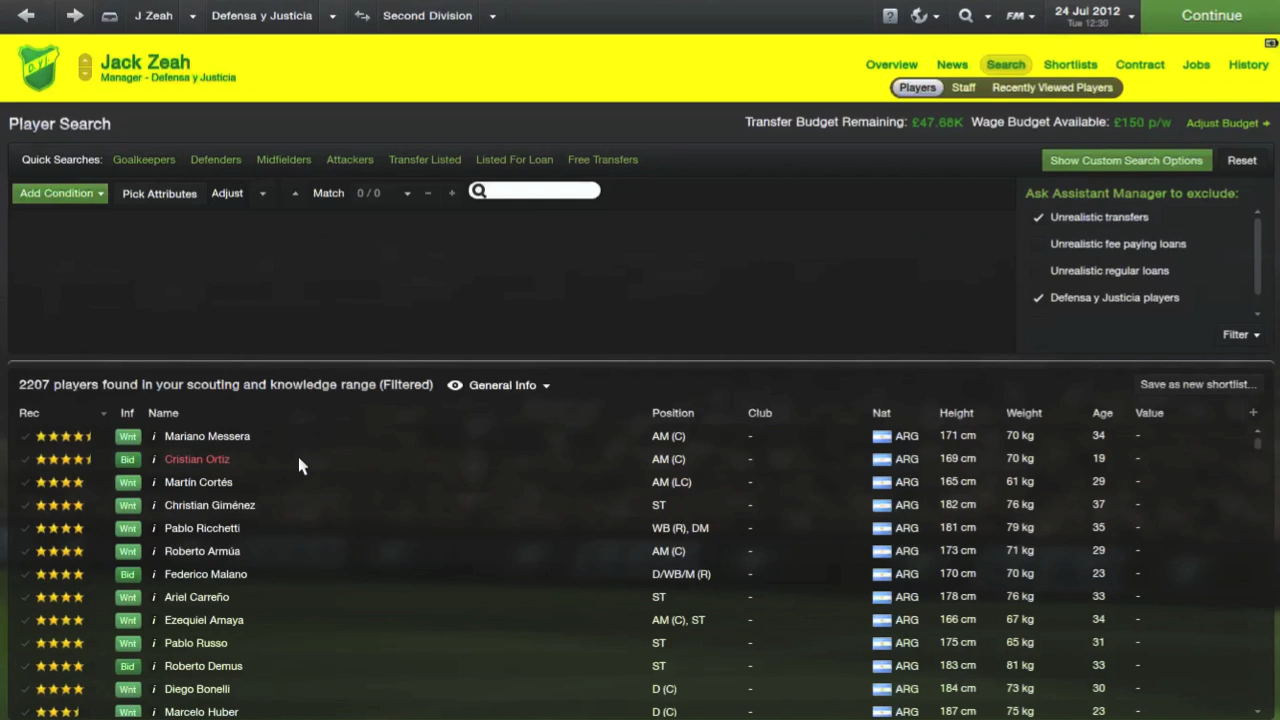 J Zeah Defensa y Justicia Second Division ? FM 24 Jul 2012 Tue 12:30 Continue
D. y J.
Jack Zeah
Manager - Defensa y Justicia
Overview News Search Shortlists Contract Jobs History
Players Staff Recently Viewed Players
Player Search Transfer Budget Remaining: £47.68K Wage Budget Available: £150 p/w Adjust Budget
Quick Searches: Goalkeepers Defenders Midfielders Attackers Transfer Listed Listed For Loan Free Transfers Show Custom Search Options Reset
Add Condition Pick Attributes Adjust Match 0 / 0 - +
Ask Assistant Manager to exclude:
Unrealistic transfers
Unrealistic fee paying loans
Unrealistic regular loans
Defensa y Justicia players
Filter
2207 players found in your scouting and knowledge range (Filtered) General Info Save as new shortlist...
Rec Inf Name Position Club Nat Height Weight Age Value +
Wnt i Mariano Messera AM (C) - ARG 171 cm 70 kg 34 -
Bid i Cristian Ortiz AM (C) - ARG 169 cm 70 kg 19 -
Wnt i Martín Cortés AM (LC) - ARG 165 cm 61 kg 29 -
Wnt i Christian Giménez ST - ARG 182 cm 76 kg 37 -
Wnt i Pablo Ricchetti WB (R), DM - ARG 181 cm 79 kg 35 -
Wnt i Roberto Armúa AM (C) - ARG 173 cm 71 kg 29 -
Bid i Federico Malano D/WB/M (R) - ARG 170 cm 70 kg 23 -
Wnt i Ariel Carreño ST - ARG 178 cm 76 kg 33 -
Wnt i Ezequiel Amaya AM (C), ST - ARG 166 cm 67 kg 34 -
Wnt i Pablo Russo ST - ARG 175 cm 65 kg 31 -
Bid i Roberto Demus ST - ARG 183 cm 81 kg 33 -
Wnt i Diego Bonelli D (C) - ARG 184 cm 73 kg 30 -
Wnt i Marcelo Huber D (C) - ARG 187 cm 75 kg 23 -